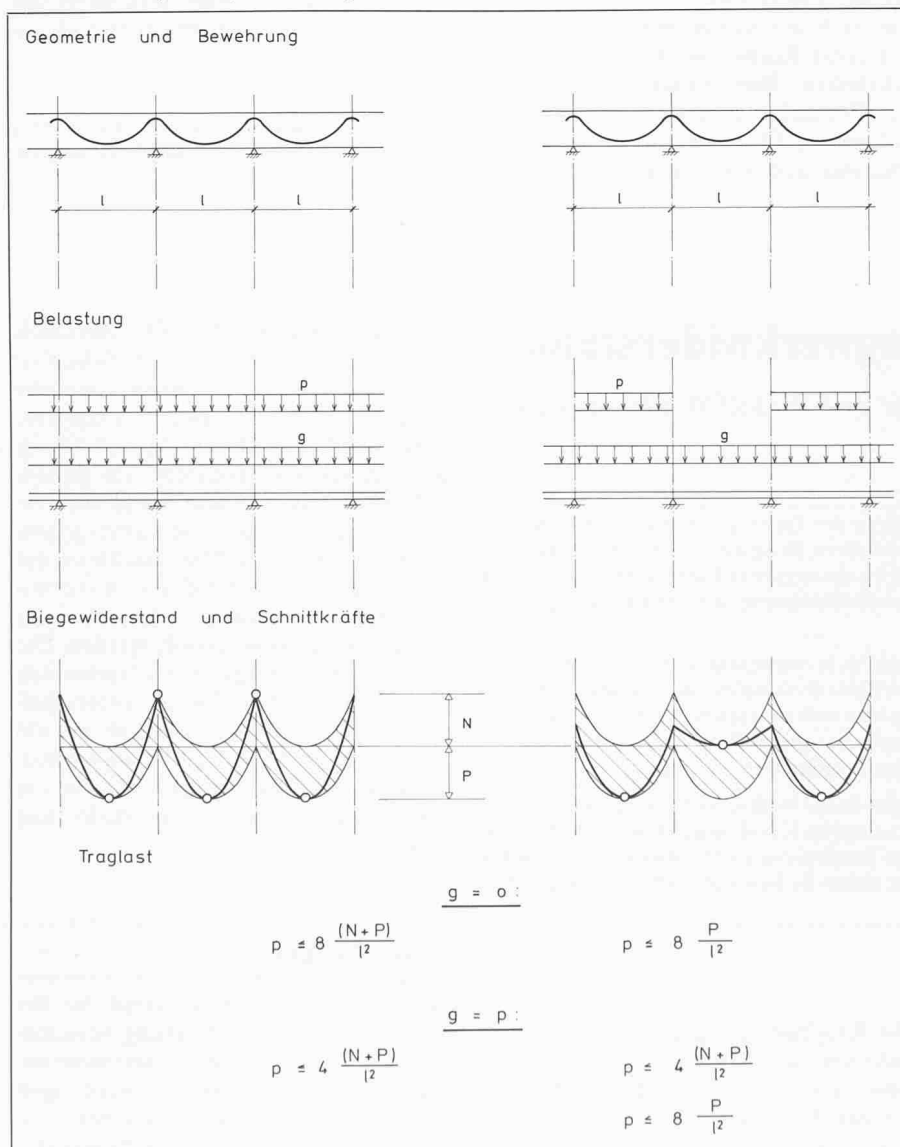 Geometrie und Bewehrung
l l l l l l
Belastung
p p
g g
Biegewiderstand und Schnittkräfte
N
P
Traglast
g = o :
p ≤ 8 (N + P) / l² p ≤ 8 P / l²
g = p :
p ≤ 4 (N + P) / l² p ≤ 4 (N + P) / l²
p ≤ 8 P / l²